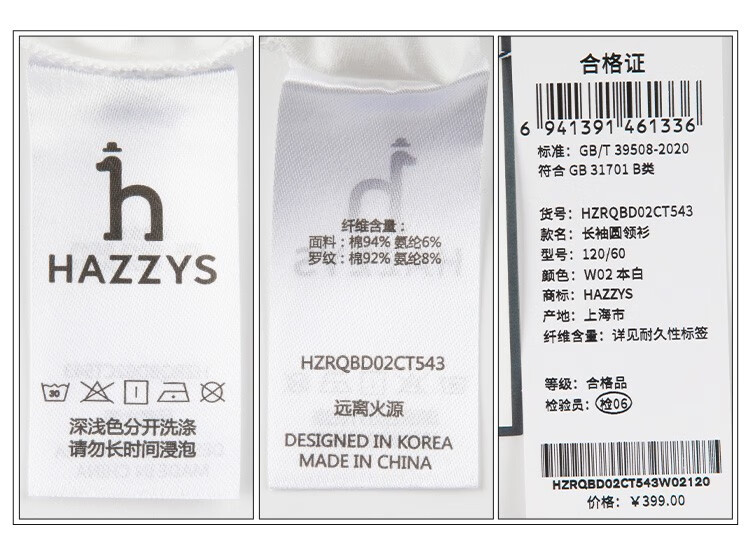 HAZZYS
30
深浅色分开洗涤
请勿长时间浸泡
MADE IN CHINA
纤维含量：
面料：棉94% 氨纶6%
罗纹：棉92% 氨纶8%
HAZZYS
HZRQBD02CT543
远离火源
DESIGNED IN KOREA
MADE IN CHINA
合格证
6 941391 461336
标准：GB/T 39508-2020
符合 GB 31701 B类
货号：HZRQBD02CT543
款名：长袖圆领衫
型号：120/60
颜色：W02 本白
商标：HAZZYS
产地：上海市
纤维含量：详见耐久性标签
等级：合格品
检验员：检06
HZRQBD02CT543W02120
价格：￥399.00